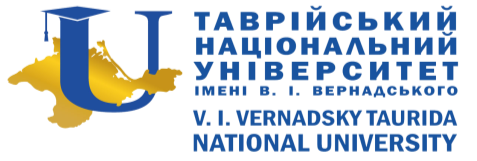 ТАВРІЙСЬКИЙ
НАЦІОНАЛЬНИЙ
УНІВЕРСИТЕТ
ІМЕНІ В. І. ВЕРНАДСЬКОГО
V. I. VERNADSKY TAURIDA
NATIONAL UNIVERSITY